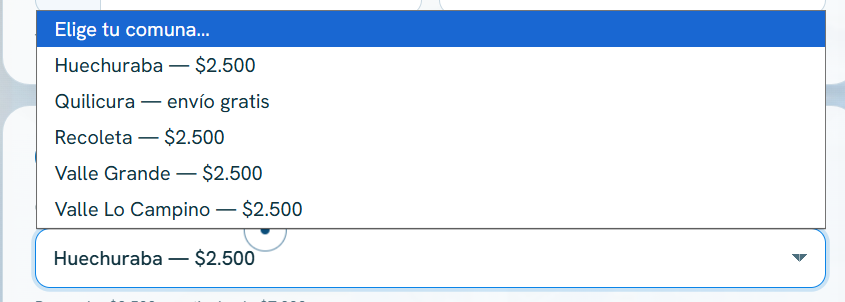 Elige tu comuna...
Huechuraba — $2.500
Quilicura — envío gratis
Recoleta — $2.500
Valle Grande — $2.500
Valle Lo Campino — $2.500
Huechuraba — $2.500